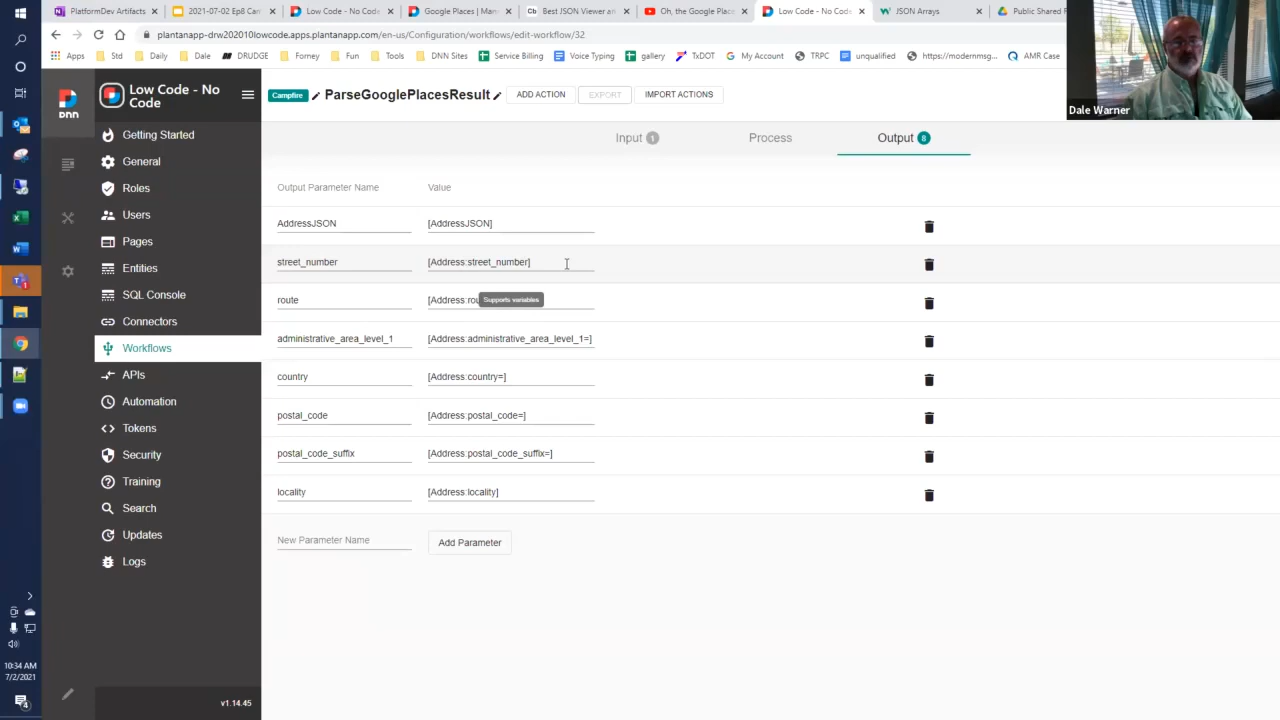 PlatformDev Artifacts
2021-07-02 Ep8 Can
Low Code - No Code
Google Places | Man
Best JSON Viewer an
Oh, the Google Place
Low Code - No Code
JSON Arrays
Public Shared F
plantanapp-drw202010lowcode.apps.plantanapp.com/en-us/Configuration/workflows/edit-workflow/32
Apps
Std
Daily
Dale
DRUDGE
Forney
Fun
Tools
DNN Sites
Service Billing
Voice Typing
gallery
TxDOT
My Account
TRPC
unqualified
https://modernmsg...
AMR Case
Dale Warner
DNN
Low Code - No
Code
Campfire
ParseGooglePlacesResult
ADD ACTION
EXPORT
IMPORT ACTIONS
Getting Started
General
Roles
Users
Pages
Entities
SQL Console
Connectors
Workflows
APIs
Automation
Tokens
Security
Training
Search
Updates
Logs
v1.14.45
Input 1
Process
Output 8
Output Parameter Name
Value
AddressJSON
[AddressJSON]
street_number
[Address:street_number]
route
[Address:rou
Supports variables
administrative_area_level_1
[Address:administrative_area_level_1=]
country
[Address:country=]
postal_code
[Address:postal_code=]
postal_code_suffix
[Address:postal_code_suffix=]
locality
[Address:locality]
New Parameter Name
Add Parameter
10:34 AM
7/2/2021
4